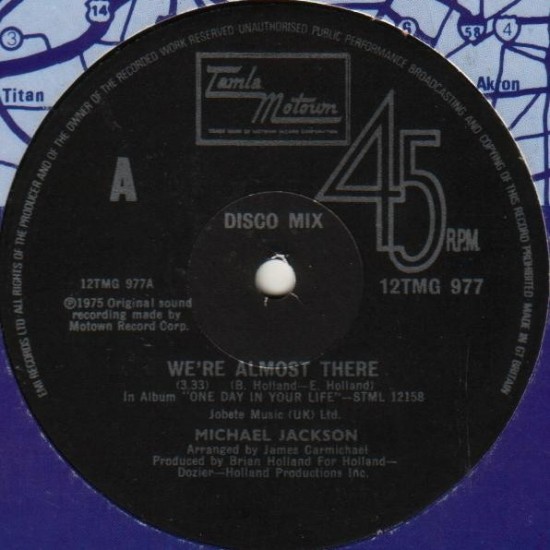 EMI RECORDS LTD ALL RIGHTS OF THE PRODUCER AND OF THE OWNER OF THE RECORDED WORK RESERVED UNAUTHORISED PUBLIC PERFORMANCE BROADCASTING AND COPYING OF THIS RECORD PROHIBITED MADE IN GT BRITAIN
3
6
58
4
Titan
Akron
Tamla
Motown
TRADE MARK OF MOTOWN RECORD CORPORATION
45
R.P.M.
A
DISCO MIX
12TMG 977A
12TMG 977
℗1975 Original sound
recording made by
Motown Record Corp.
WE'RE ALMOST THERE
(3.33) (B. Holland—E. Holland)
In Album "ONE DAY IN YOUR LIFE"—STML 12158
Jobete Music (UK) Ltd.
MICHAEL JACKSON
Arranged by James Carmichael
Produced by Brian Holland For Holland—
Dozier—Holland Productions Inc.